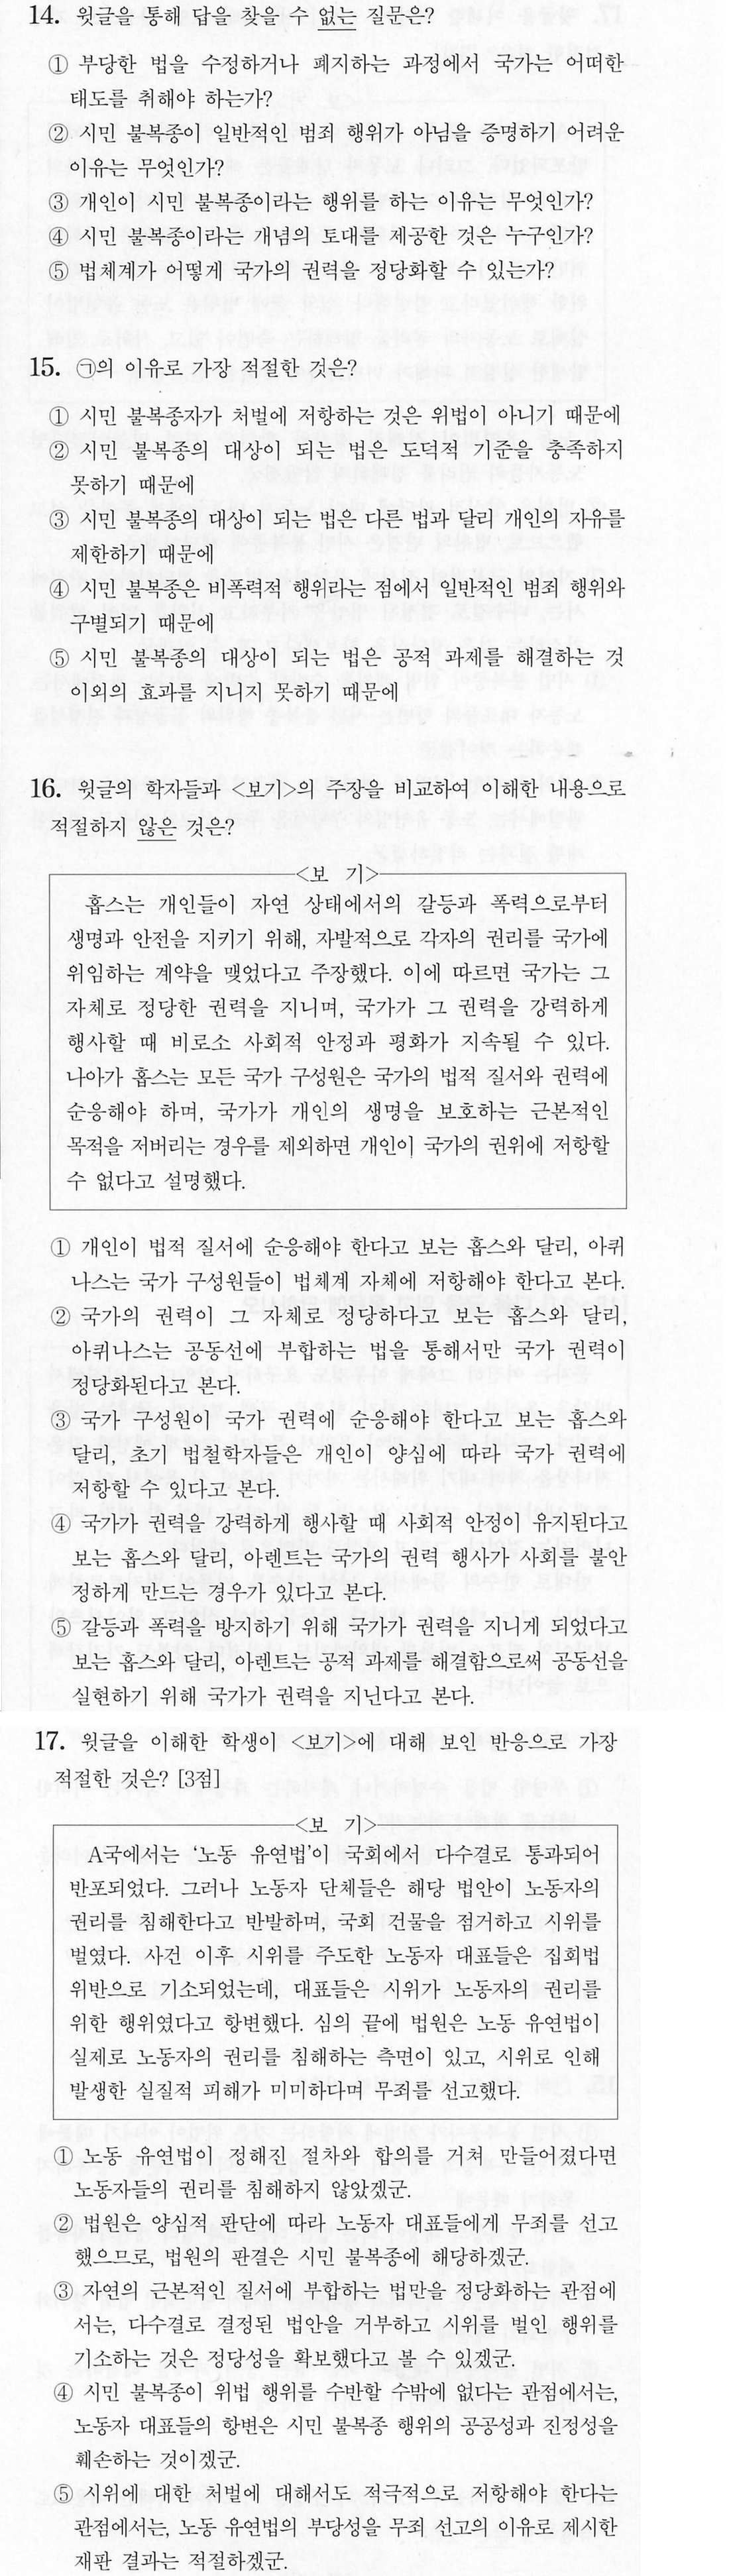 14. 윗글을 통해 답을 찾을 수 없는 질문은?
① 부당한 법을 수정하거나 폐지하는 과정에서 국가는 어떠한
태도를 취해야 하는가?
② 시민 불복종이 일반적인 범죄 행위가 아님을 증명하기 어려운
이유는 무엇인가?
③ 개인이 시민 불복종이라는 행위를 하는 이유는 무엇인가?
④ 시민 불복종이라는 개념의 토대를 제공한 것은 누구인가?
⑤ 법체계가 어떻게 국가의 권력을 정당화할 수 있는가?
15. ㉠의 이유로 가장 적절한 것은?
① 시민 불복종자가 처벌에 저항하는 것은 위법이 아니기 때문에
② 시민 불복종의 대상이 되는 법은 도덕적 기준을 충족하지
못하기 때문에
③ 시민 불복종의 대상이 되는 법은 다른 법과 달리 개인의 자유를
제한하기 때문에
④ 시민 불복종은 비폭력적 행위라는 점에서 일반적인 범죄 행위와
구별되기 때문에
⑤ 시민 불복종의 대상이 되는 법은 공적 과제를 해결하는 것
이외의 효과를 지니지 못하기 때문에
16. 윗글의 학자들과 <보기>의 주장을 비교하여 이해한 내용으로
적절하지 않은 것은?
<보 기>
홉스는 개인들이 자연 상태에서의 갈등과 폭력으로부터
생명과 안전을 지키기 위해, 자발적으로 각자의 권리를 국가에
위임하는 계약을 맺었다고 주장했다. 이에 따르면 국가는 그
자체로 정당한 권력을 지니며, 국가가 그 권력을 강력하게
행사할 때 비로소 사회적 안정과 평화가 지속될 수 있다.
나아가 홉스는 모든 국가 구성원은 국가의 법적 질서와 권력에
순응해야 하며, 국가가 개인의 생명을 보호하는 근본적인
목적을 저버리는 경우를 제외하면 개인이 국가의 권위에 저항할
수 없다고 설명했다.
① 개인이 법적 질서에 순응해야 한다고 보는 홉스와 달리, 아퀴
나스는 국가 구성원들이 법체계 자체에 저항해야 한다고 본다.
② 국가의 권력이 그 자체로 정당하다고 보는 홉스와 달리,
아퀴나스는 공동선에 부합하는 법을 통해서만 국가 권력이
정당화된다고 본다.
③ 국가 구성원이 국가 권력에 순응해야 한다고 보는 홉스와
달리, 초기 법철학자들은 개인이 양심에 따라 국가 권력에
저항할 수 있다고 본다.
④ 국가가 권력을 강력하게 행사할 때 사회적 안정이 유지된다고
보는 홉스와 달리, 아렌트는 국가의 권력 행사가 사회를 불안
정하게 만드는 경우가 있다고 본다.
⑤ 갈등과 폭력을 방지하기 위해 국가가 권력을 지니게 되었다고
보는 홉스와 달리, 아렌트는 공적 과제를 해결함으로써 공동선을
실현하기 위해 국가가 권력을 지닌다고 본다.
17. 윗글을 이해한 학생이 <보기>에 대해 보인 반응으로 가장
적절한 것은? [3점]
<보 기>
A국에서는 ‘노동 유연법’이 국회에서 다수결로 통과되어
반포되었다. 그러나 노동자 단체들은 해당 법안이 노동자의
권리를 침해한다고 반발하며, 국회 건물을 점거하고 시위를
벌였다. 사건 이후 시위를 주도한 노동자 대표들은 집회법
위반으로 기소되었는데, 대표들은 시위가 노동자의 권리를
위한 행위였다고 항변했다. 심의 끝에 법원은 노동 유연법이
실제로 노동자의 권리를 침해하는 측면이 있고, 시위로 인해
발생한 실질적 피해가 미미하다며 무죄를 선고했다.
① 노동 유연법이 정해진 절차와 합의를 거쳐 만들어졌다면
노동자들의 권리를 침해하지 않았겠군.
② 법원은 양심적 판단에 따라 노동자 대표들에게 무죄를 선고
했으므로, 법원의 판결은 시민 불복종에 해당하겠군.
③ 자연의 근본적인 질서에 부합하는 법만을 정당화하는 관점에
서는, 다수결로 결정된 법안을 거부하고 시위를 벌인 행위를
기소하는 것은 정당성을 확보했다고 볼 수 있겠군.
④ 시민 불복종이 위법 행위를 수반할 수밖에 없다는 관점에서는,
노동자 대표들의 항변은 시민 불복종 행위의 공공성과 진정성을
훼손하는 것이겠군.
⑤ 시위에 대한 처벌에 대해서도 적극적으로 저항해야 한다는
관점에서는, 노동 유연법의 부당성을 무죄 선고의 이유로 제시한
재판 결과는 적절하겠군.